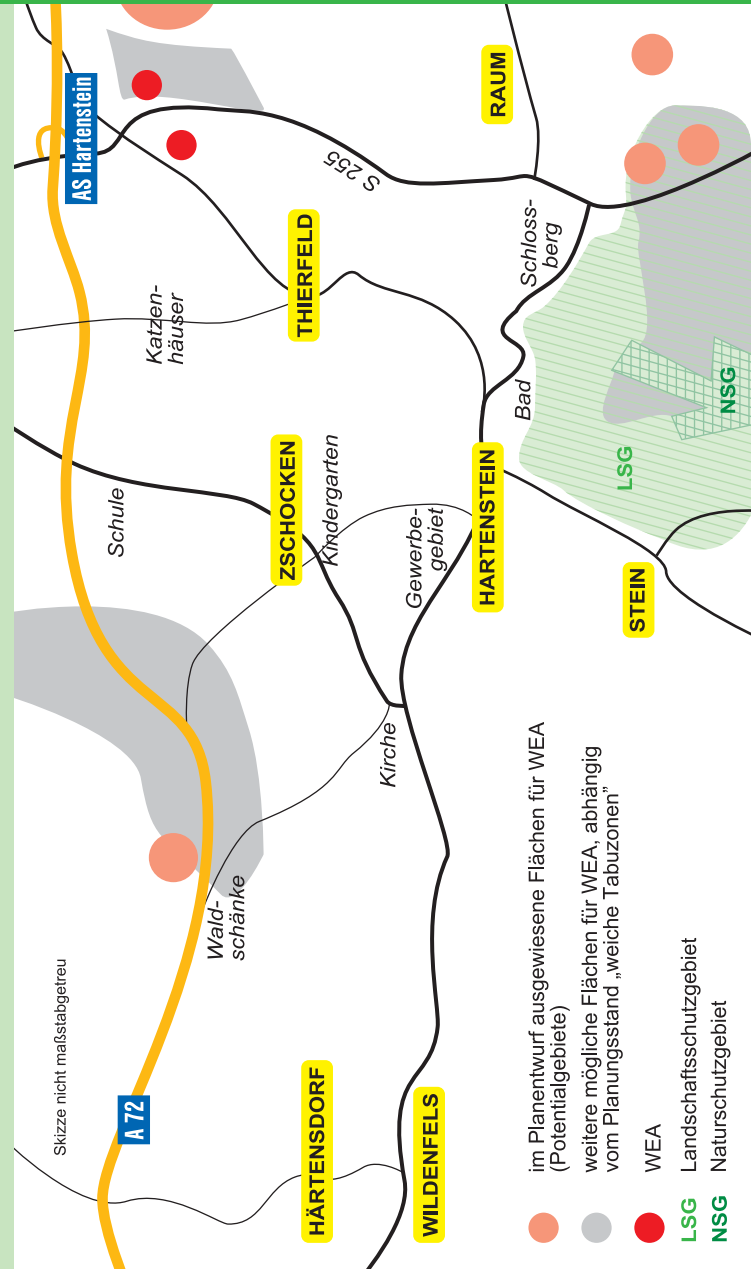 Skizze nicht maßstabgetreu
A 72
AS Hartenstein
Katzen-
häuser
Schule
Wald-
schänke
S 255
RAUM
THIERFELD
ZSCHOCKEN
Kindergarten
HÄRTENSDORF
Kirche
Gewerbe-
gebiet
WILDENFELS
HARTENSTEIN
Bad
Schloss-
berg
STEIN
LSG
NSG
im Planentwurf ausgewiesene Flächen für WEA
(Potentialgebiete)
weitere mögliche Flächen für WEA, abhängig
vom Planungsstand „weiche Tabuzonen”
WEA
LSG Landschaftsschutzgebiet
NSG Naturschutzgebiet